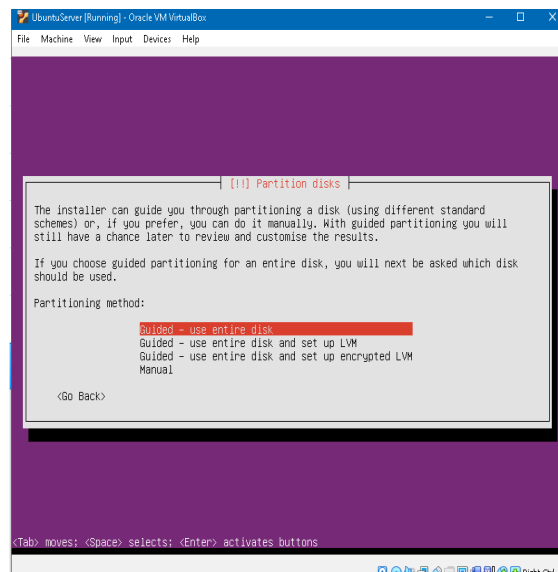 UbuntuServer [Running] - Oracle VM VirtualBox
File Machine View Input Devices Help
[!!] Partition disks
The installer can guide you through partitioning a disk (using different standard
schemes) or, if you prefer, you can do it manually. With guided partitioning you will
still have a chance later to review and customise the results.
If you choose guided partitioning for an entire disk, you will next be asked which disk
should be used.
Partitioning method:
Guided - use entire disk
Guided - use entire disk and set up LVM
Guided - use entire disk and set up encrypted LVM
Manual
<Go Back>
<Tab> moves; <Space> selects; <Enter> activates buttons
Right Ctrl